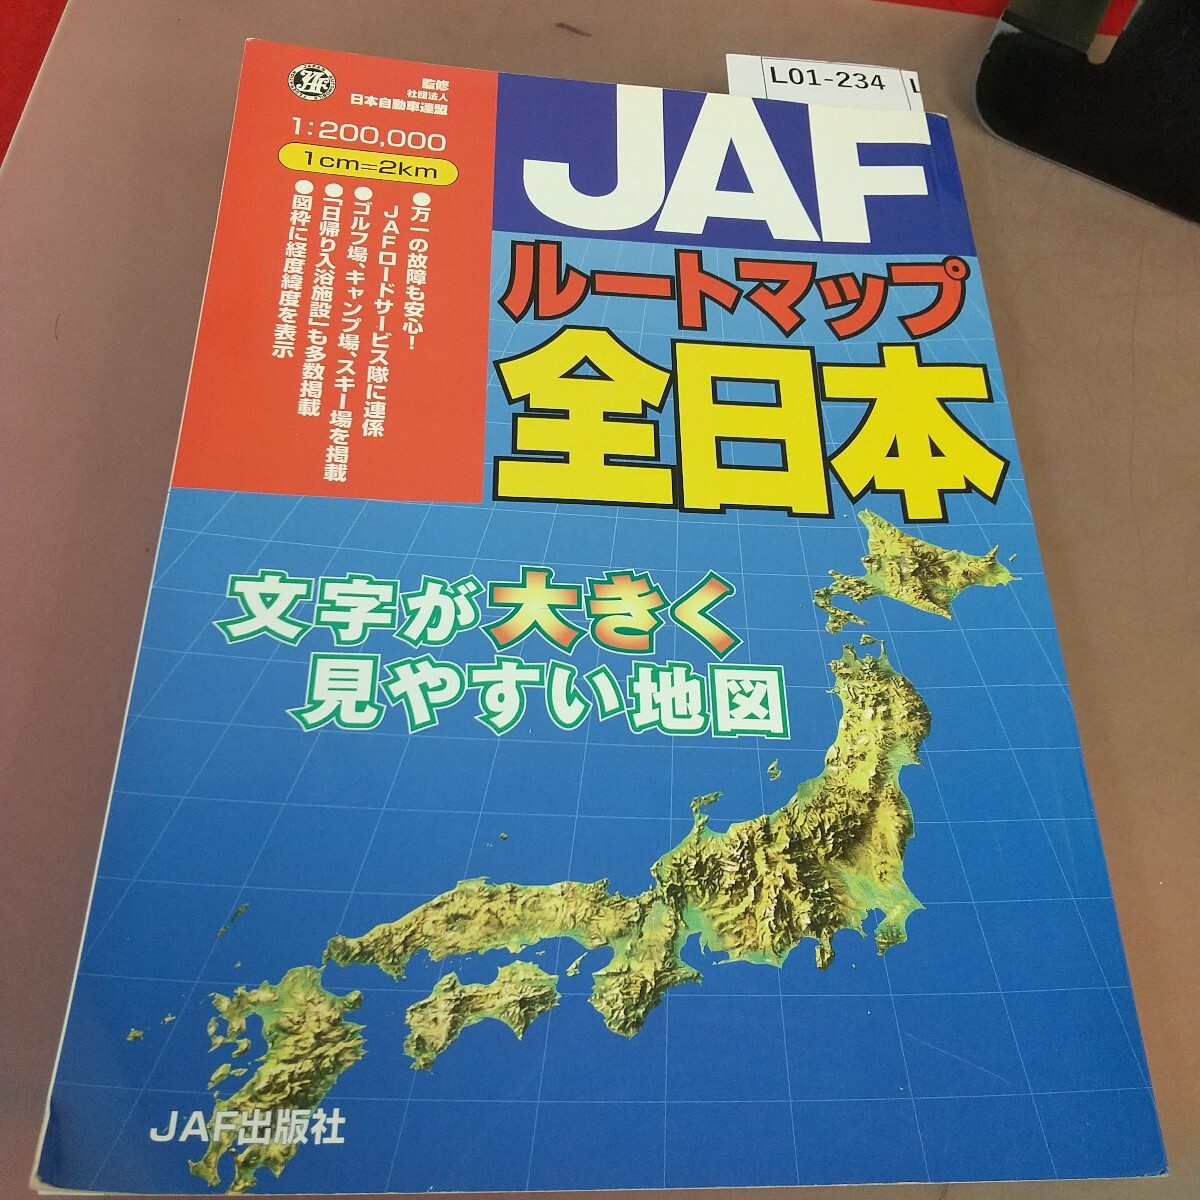 L01-234
監修
社団法人
日本自動車連盟
1:200,000
1cm=2km
●万一の故障も安心!
JAFロードサービス隊に連係
●ゴルフ場、キャンプ場、スキー場を掲載
●「日帰り入浴施設」も多数掲載
●図枠に経度緯度を表示
JAF
ルートマップ
全日本
文字が大きく
見やすい地図
JAF出版社